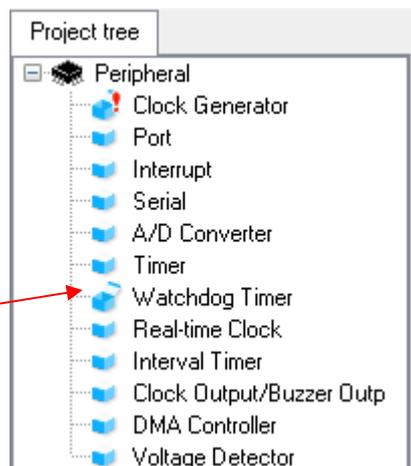 Project tree
Peripheral
Clock Generator
Port
Interrupt
Serial
A/D Converter
Timer
Watchdog Timer
Real-time Clock
Interval Timer
Clock Output/Buzzer Outp
DMA Controller
Voltage Detector